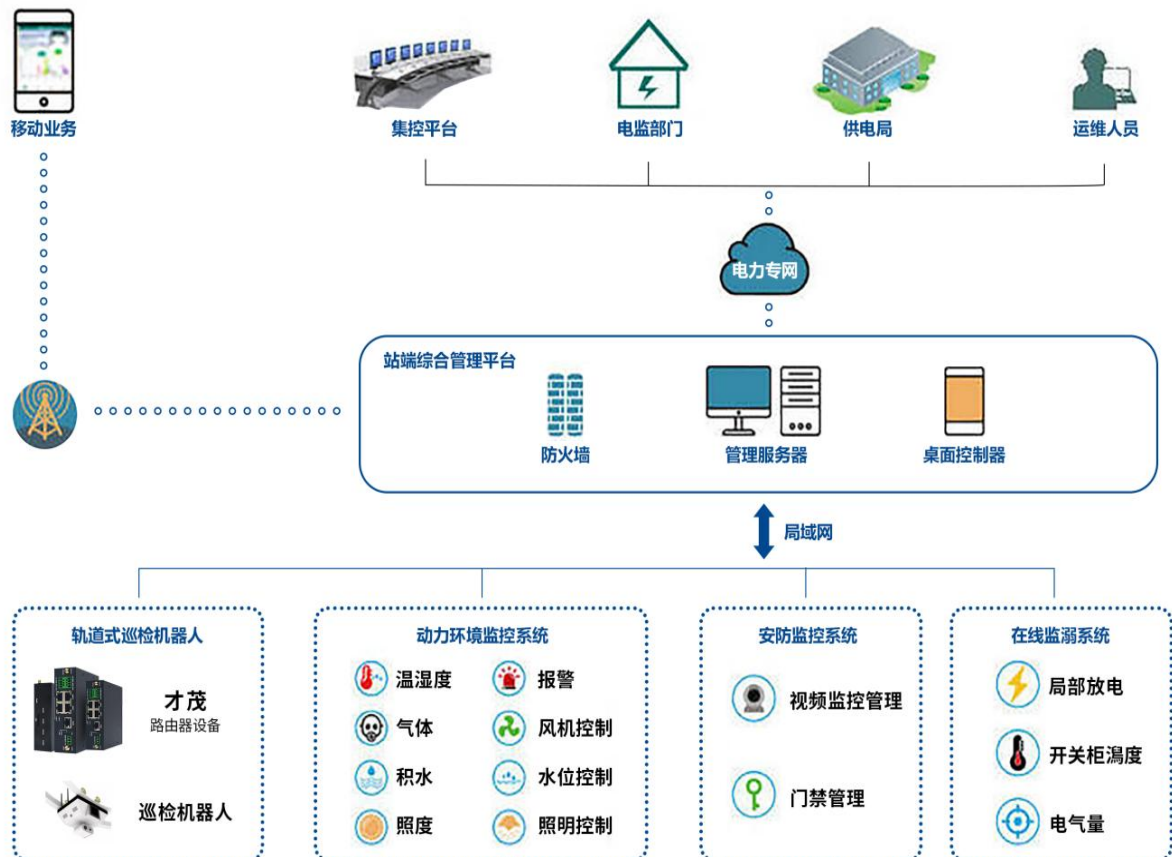 移动业务
集控平台
电监部门
供电局
运维人员
电力专网
站端综合管理平台
防火墙
管理服务器
桌面控制器
局域网
轨道式巡检机器人
才茂
路由器设备
巡检机器人
动力环境监控系统
温湿度
报警
气体
风机控制
积水
水位控制
照度
照明控制
安防监控系统
视频监控管理
门禁管理
在线监弱系统
局部放电
开关柜潟度
电气量